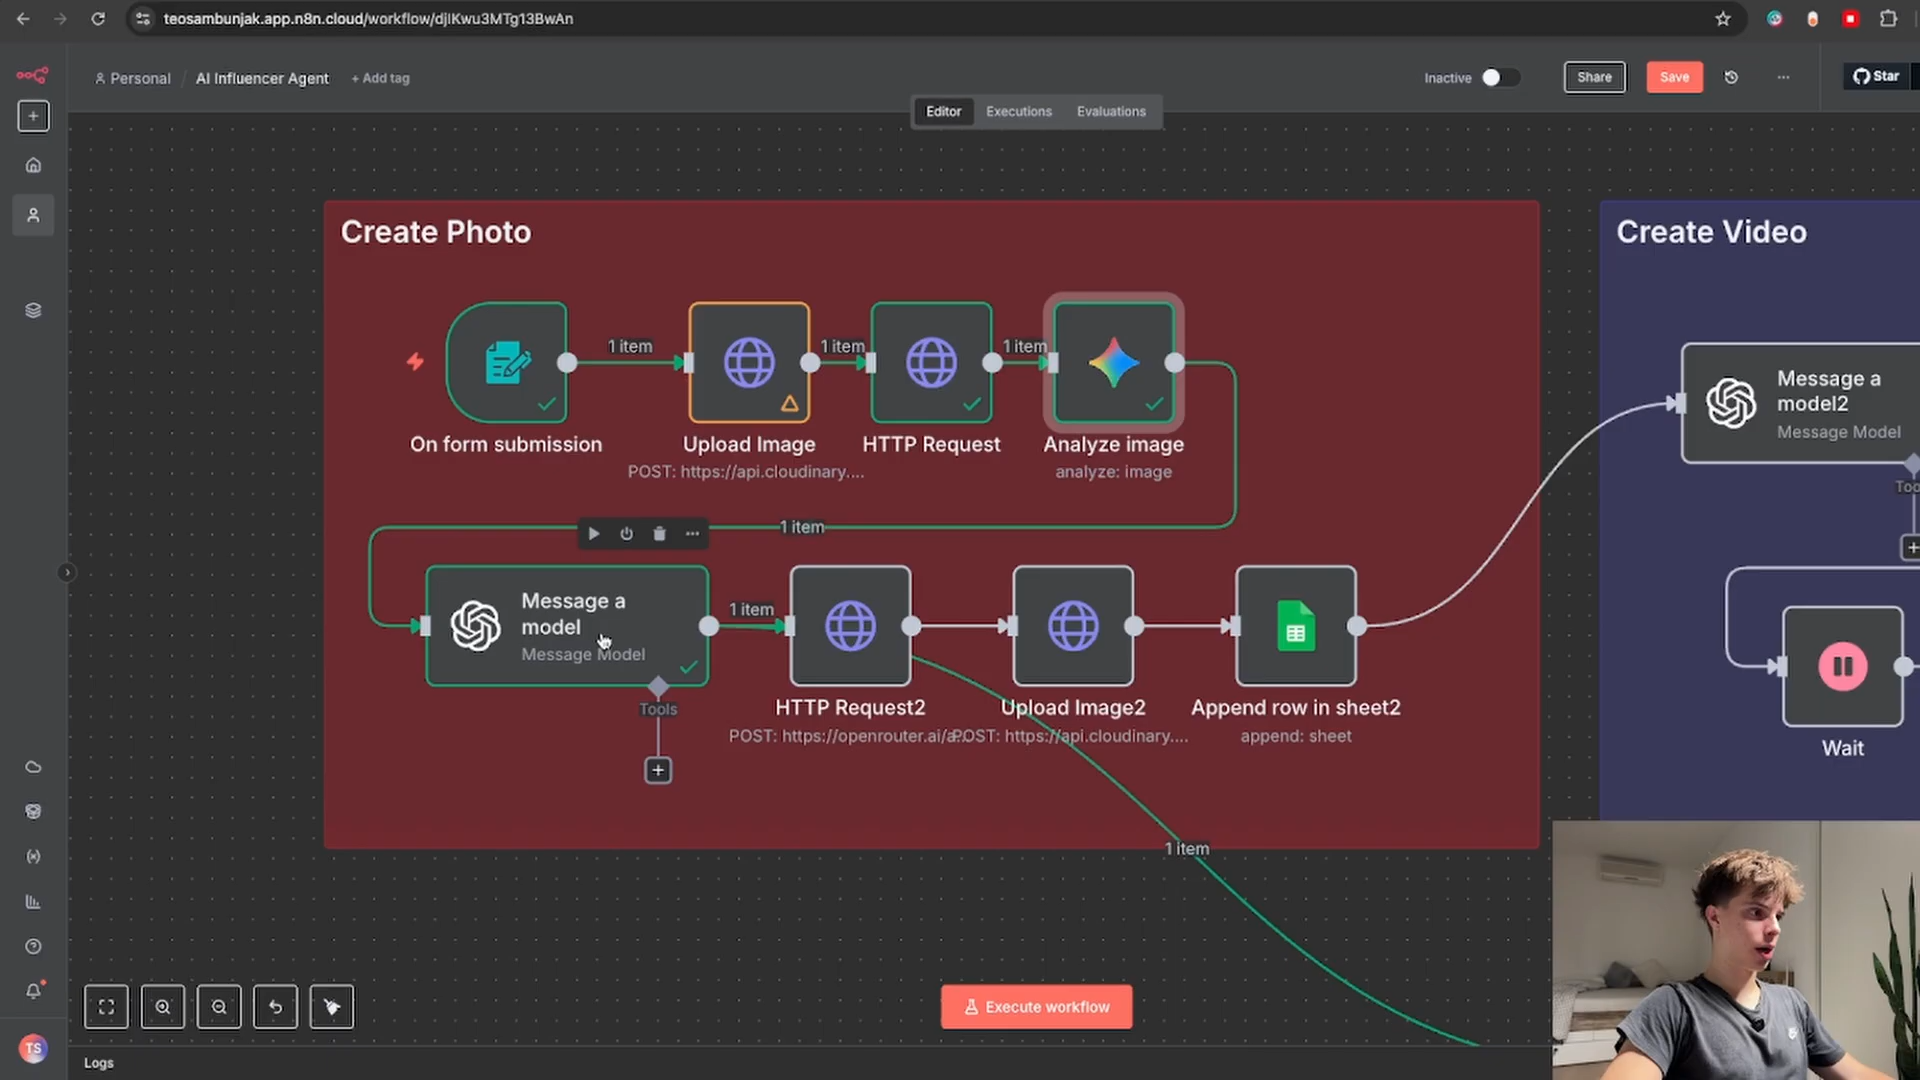 teosambunjak.app.n8n.cloud/workflow/djlKwu3MTg13BwAn
Personal / AI Influencer Agent + Add tag
Inactive
Share
Save
Star
Editor Executions Evaluations
Create Photo
Create Video
1 item
1 item
1 item
On form submission
Upload Image
POST: https://api.cloudinary....
HTTP Request
Analyze image
analyze: image
Message a
model2
Message Model
Too
1 item
Message a
model
Message Model
Tools
1 item
HTTP Request2
POST: https://openrouter.ai/a..
Upload Image2
POST: https://api.cloudinary....
Append row in sheet2
append: sheet
Wait
1 item
Execute workflow
TS
Logs